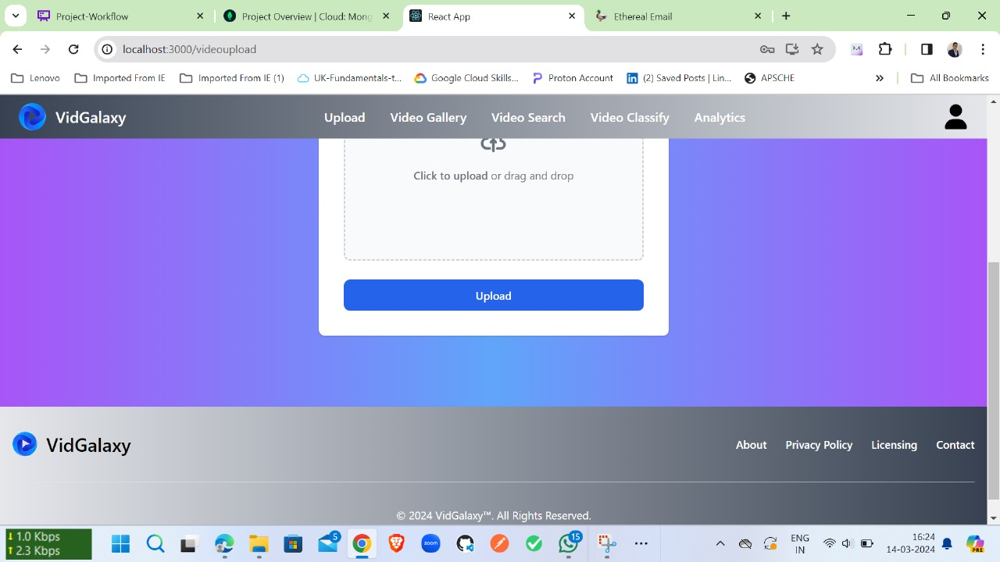 Project-Workflow
Project Overview | Cloud: Mong
React App
Ethereal Email
localhost:3000/videoupload
Lenovo
Imported From IE
Imported From IE (1)
UK-Fundamentals-t...
Google Cloud Skills...
Proton Account
(2) Saved Posts | Lin...
APSCHE
All Bookmarks
VidGalaxy
Upload
Video Gallery
Video Search
Video Classify
Analytics
Click to upload or drag and drop
Upload
VidGalaxy
About
Privacy Policy
Licensing
Contact
© 2024 VidGalaxy™. All Rights Reserved.
1.0 Kbps
2.3 Kbps
5
zoom
15
ENG
IN
16:24
14-03-2024
PRE